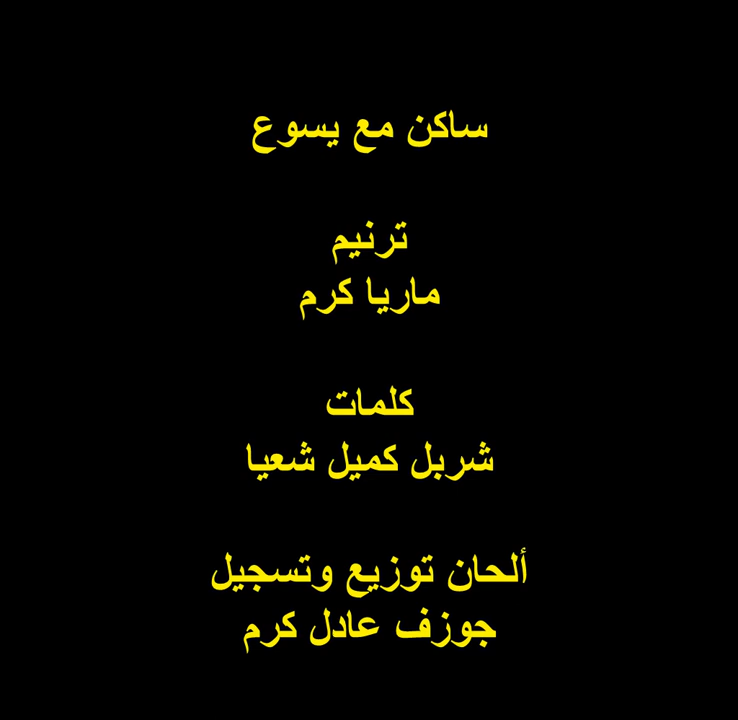 ساكن مع يسوع
ترنيم
ماريا كرم
كلمات
شربل كميل شعيا
ألحان توزيع وتسجيل
جوزف عادل كرم